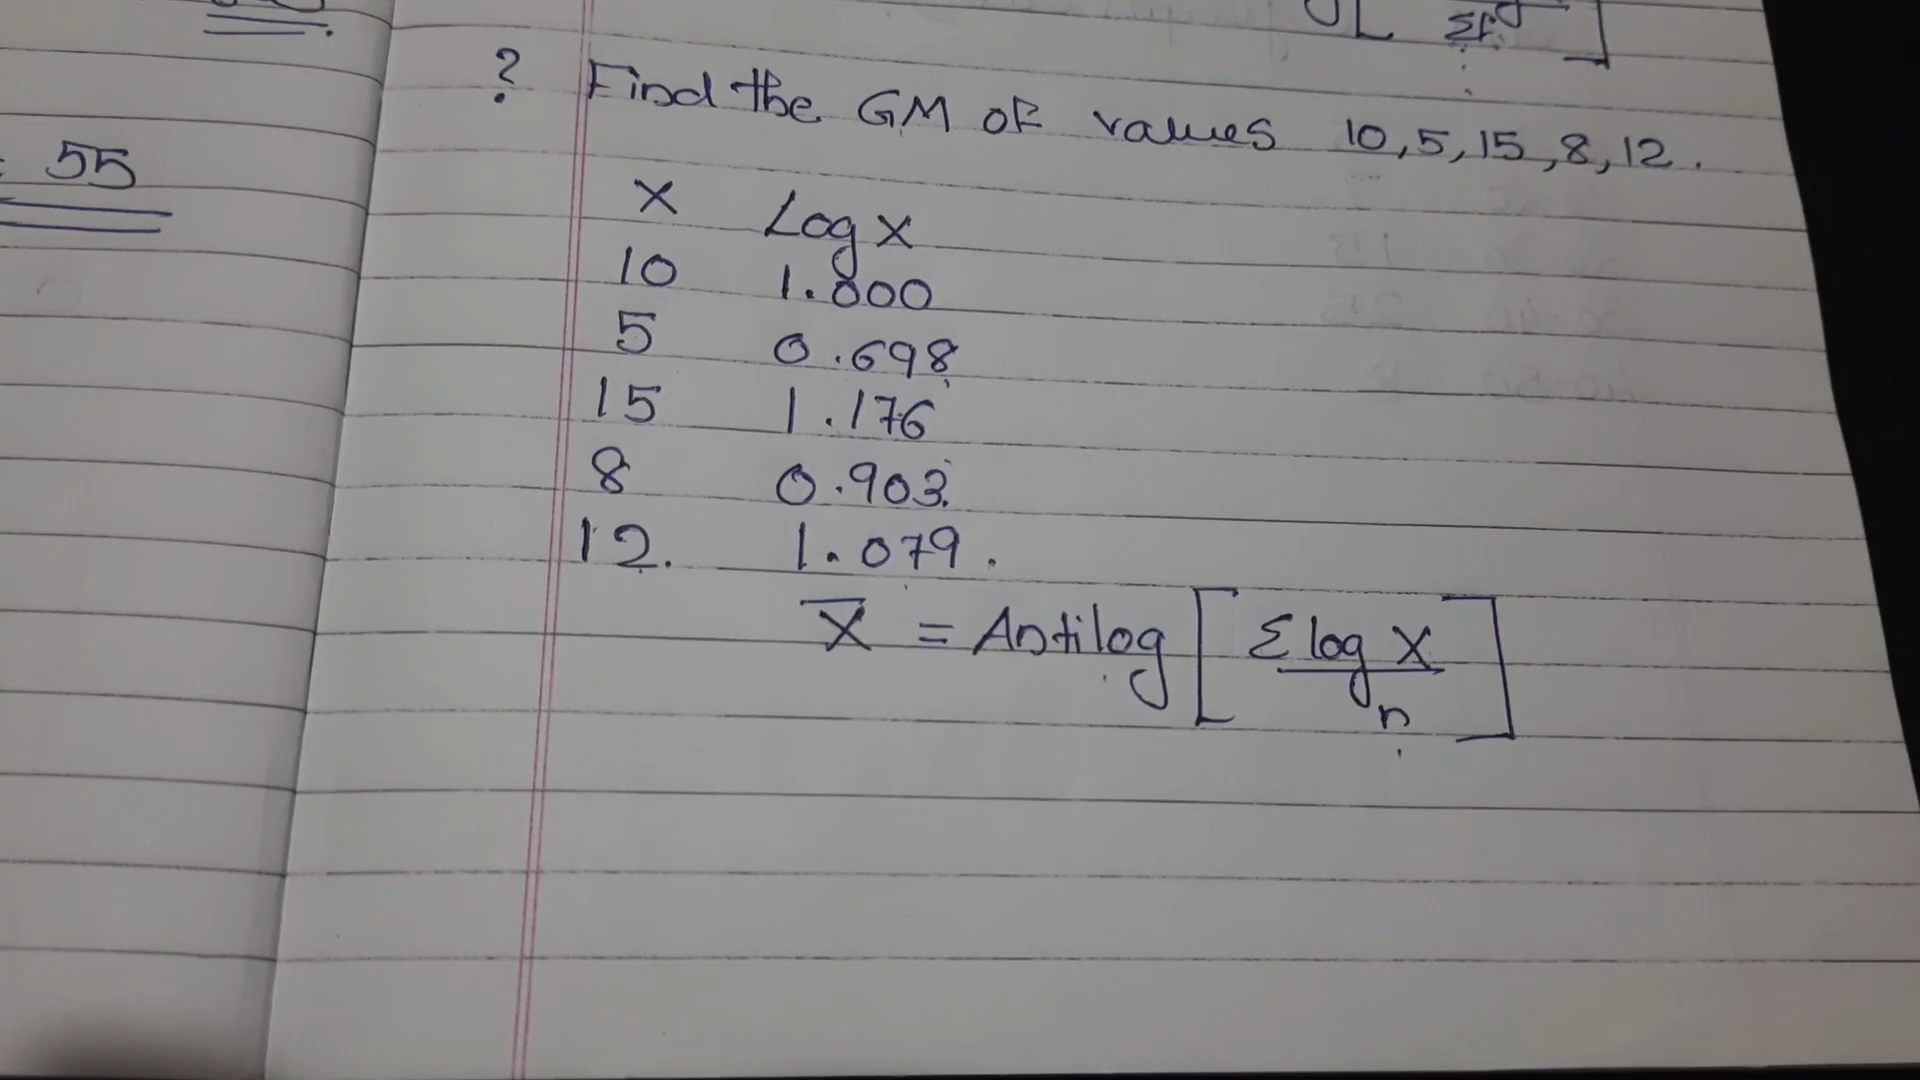 = 55
? Find the GM of values 10, 5, 15, 8, 12.
X Log X
10 1.000
5 0.698
15 1.176
8 0.903
12. 1.079.
X̅ = Antilog [ Σ log X / n ]